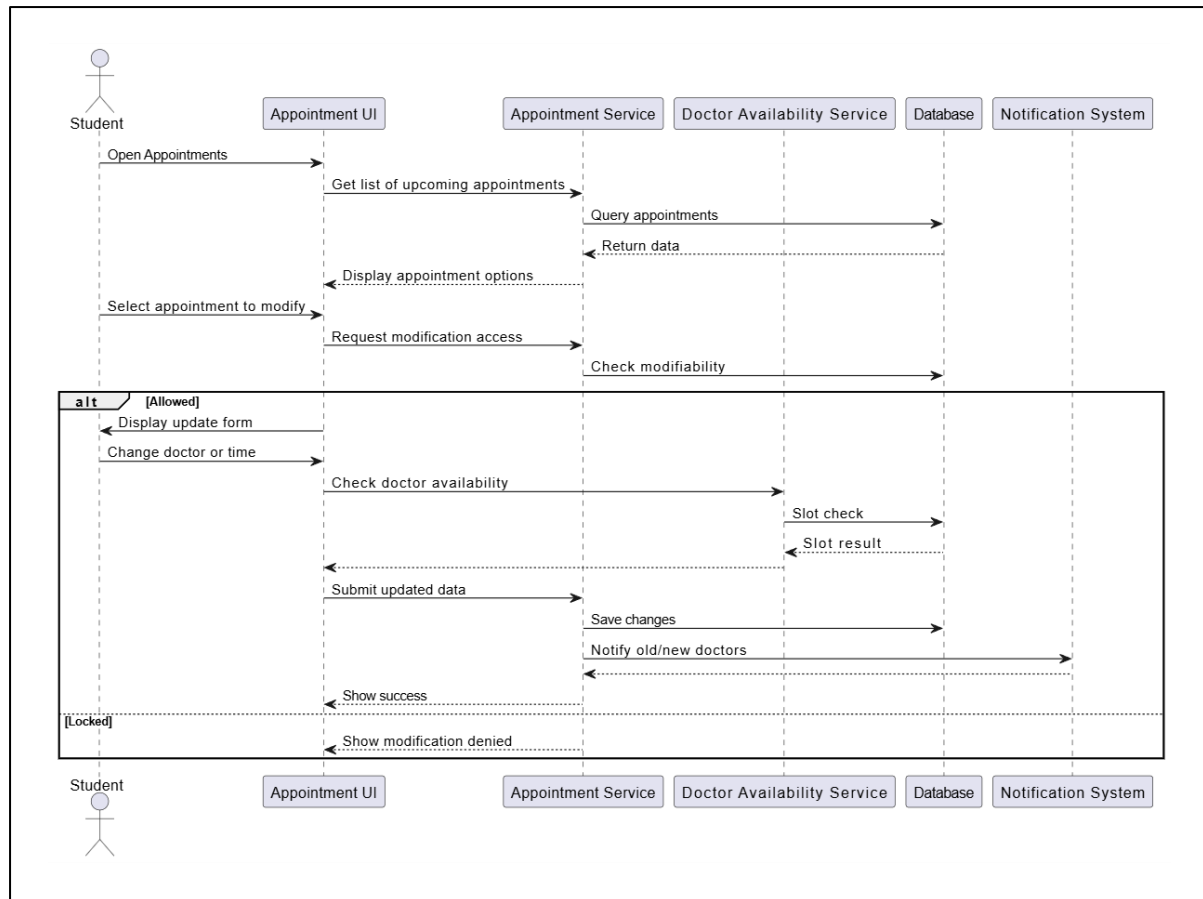 Student
Appointment UI
Appointment Service
Doctor Availability Service
Database
Notification System
Open Appointments
Get list of upcoming appointments
Query appointments
Return data
Display appointment options
Select appointment to modify
Request modification access
Check modifiability
alt [Allowed]
Display update form
Change doctor or time
Check doctor availability
Slot check
Slot result
Submit updated data
Save changes
Notify old/new doctors
Show success
[Locked]
Show modification denied
Student
Appointment UI
Appointment Service
Doctor Availability Service
Database
Notification System